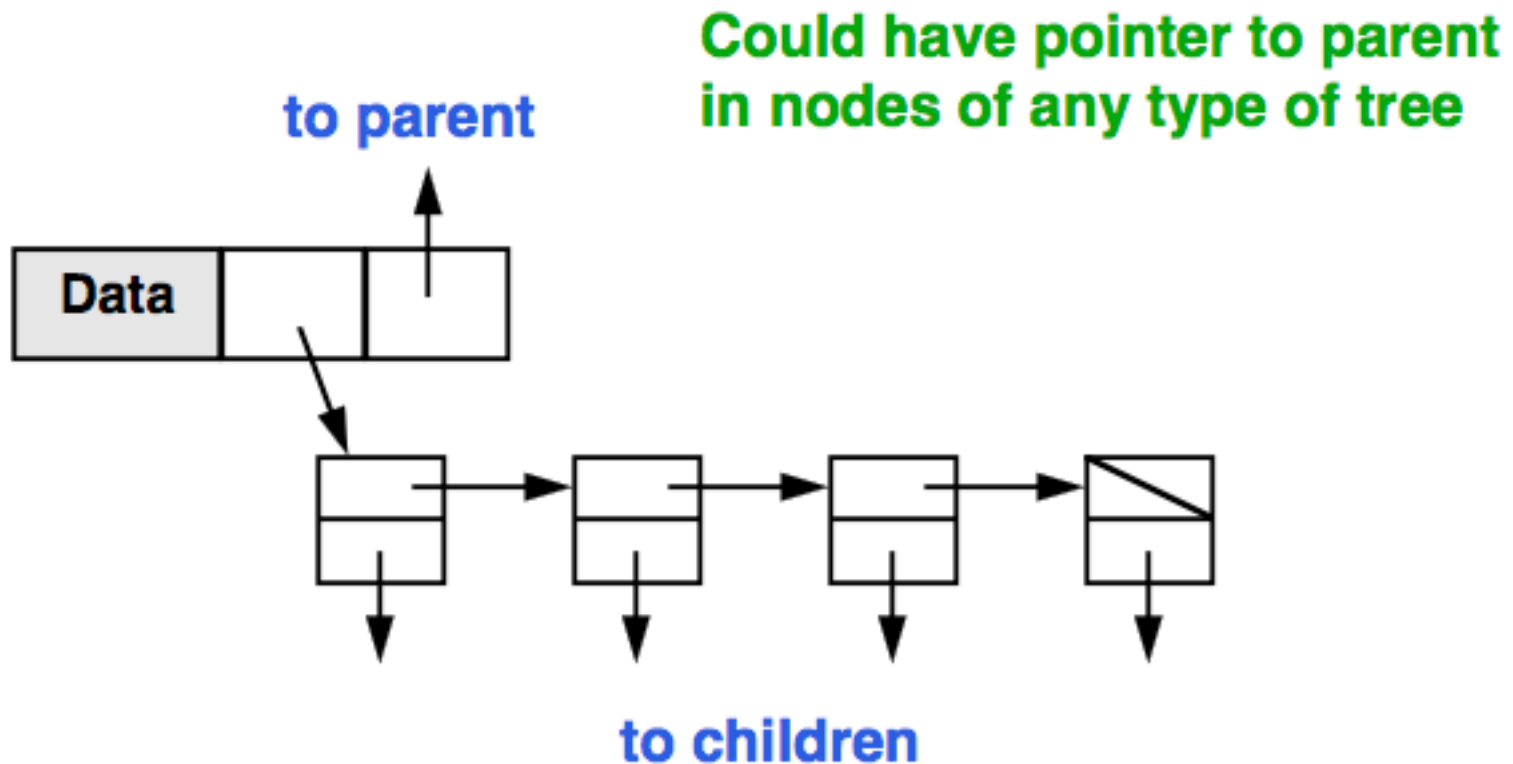 Could have pointer to parent
in nodes of any type of tree
to parent
Data
to children